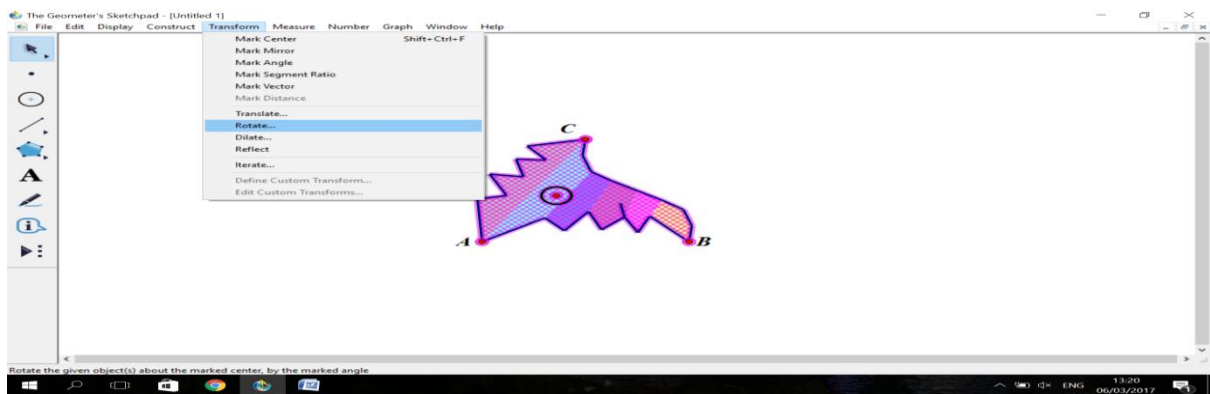 The Geometer's Sketchpad - [Untitled 1]
File Edit Display Construct Transform Measure Number Graph Window Help
Mark Center Shift+Ctrl+F
Mark Mirror
Mark Angle
Mark Segment Ratio
Mark Vector
Mark Distance
Translate...
Rotate...
Dilate...
Reflect
Iterate...
Define Custom Transform...
Edit Custom Transforms...
A
C
A
B
Rotate the given object(s) about the marked center, by the marked angle
ENG
13:20
06/03/2017